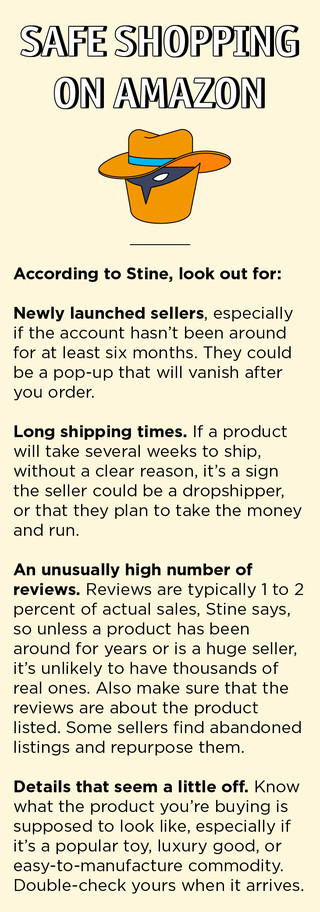 SAFE SHOPPING
ON AMAZON
According to Stine, look out for:
Newly launched sellers, especially
if the account hasn’t been around
for at least six months. They could
be a pop-up that will vanish after
you order.
Long shipping times. If a product
will take several weeks to ship,
without a clear reason, it’s a sign
the seller could be a dropshipper,
or that they plan to take the money
and run.
An unusually high number of
reviews. Reviews are typically 1 to 2
percent of actual sales, Stine says,
so unless a product has been
around for years or is a huge seller,
it’s unlikely to have thousands of
real ones. Also make sure that the
reviews are about the product
listed. Some sellers find abandoned
listings and repurpose them.
Details that seem a little off. Know
what the product you’re buying is
supposed to look like, especially if
it’s a popular toy, luxury good, or
easy-to-manufacture commodity.
Double-check yours when it arrives.